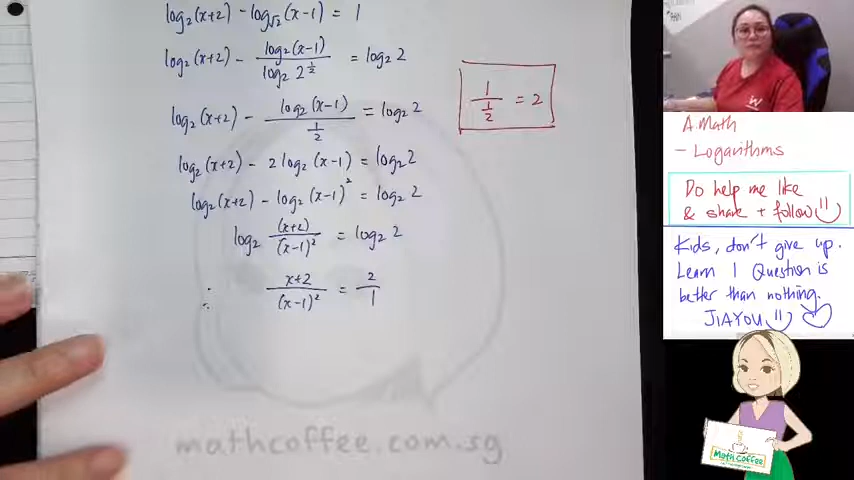 log₂(x+2) - log_√2(x-1) = 1
log₂(x+2) - log₂(x-1)/log₂ 2^½ = log₂ 2
log₂(x+2) - log₂(x-1)/½ = log₂ 2
1/½ = 2
log₂(x+2) - 2 log₂(x-1) = log₂ 2
log₂(x+2) - log₂(x-1)² = log₂ 2
log₂ (x+2)/(x-1)² = log₂ 2
∴ x+2/(x-1)² = 2/1
mathcoffee.com.sg
A.Math
- Logarithms
Do help me like
& share + follow
Kids, don't give up.
Learn 1 Question is
better than nothing.
JIAYOU
Math Coffee